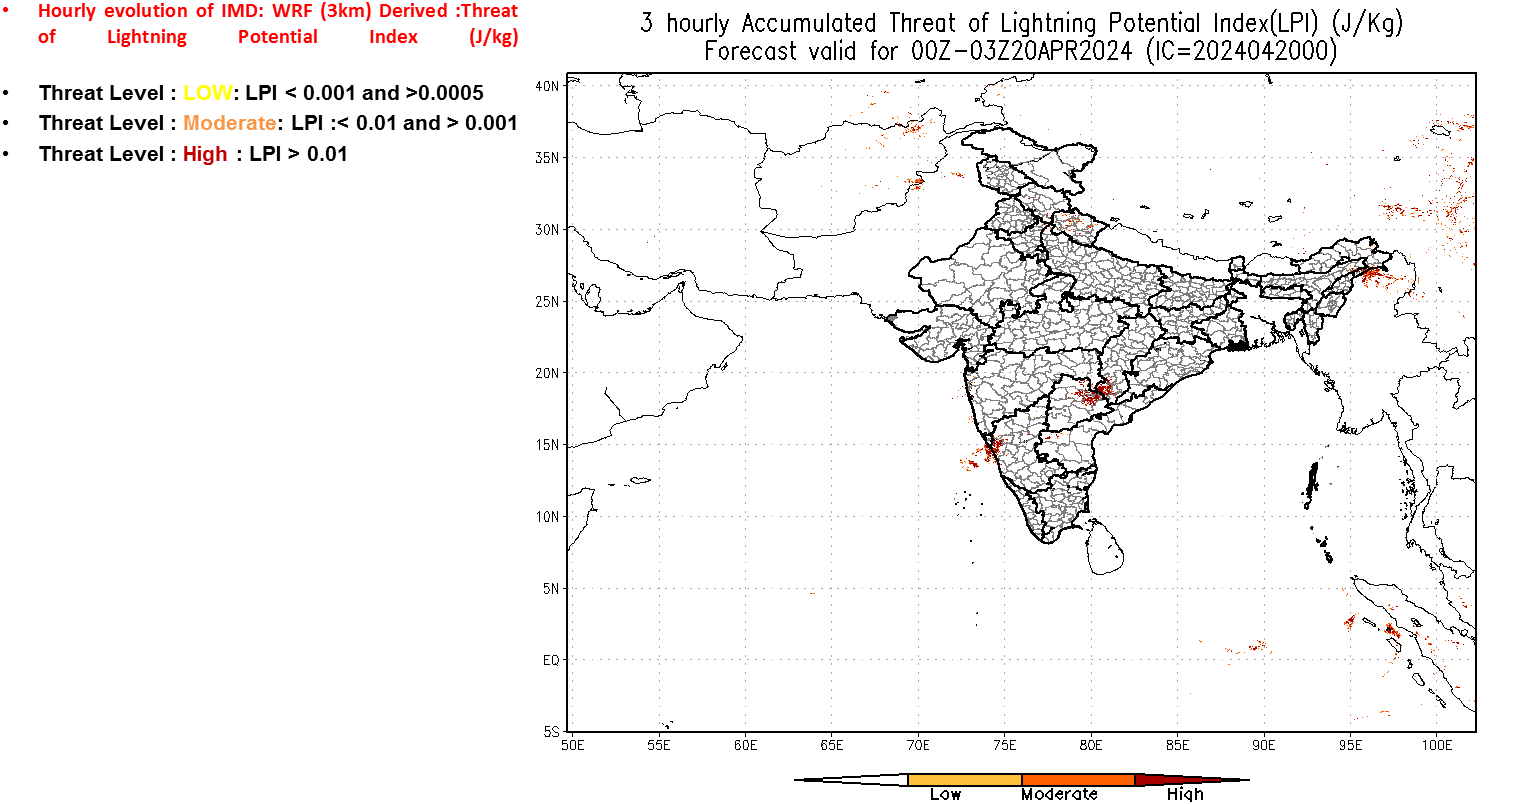 • Hourly evolution of IMD: WRF (3km) Derived :Threat
of Lightning Potential Index (J/kg)
• Threat Level : LOW: LPI < 0.001 and >0.0005
• Threat Level : Moderate: LPI :< 0.01 and > 0.001
• Threat Level : High : LPI > 0.01
3 hourly Accumulated Threat of Lightning Potential Index(LPI) (J/Kg)
Forecast valid for 00Z-03Z20APR2024 (IC=2024042000)
40N
35N
30N
25N
20N
15N
10N
5N
EQ
5S
50E 55E 60E 65E 70E 75E 80E 85E 90E 95E 100E
Low Moderate High